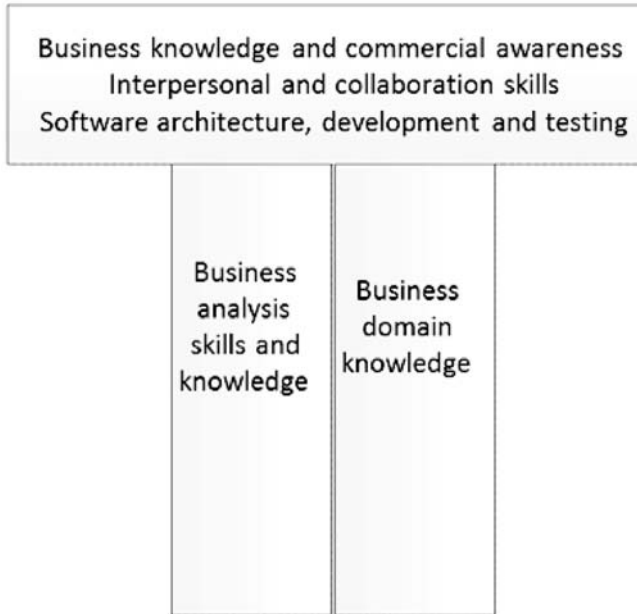 Business knowledge and commercial awareness
Interpersonal and collaboration skills
Software architecture, development and testing
Business
analysis
skills and
knowledge
Business
domain
knowledge